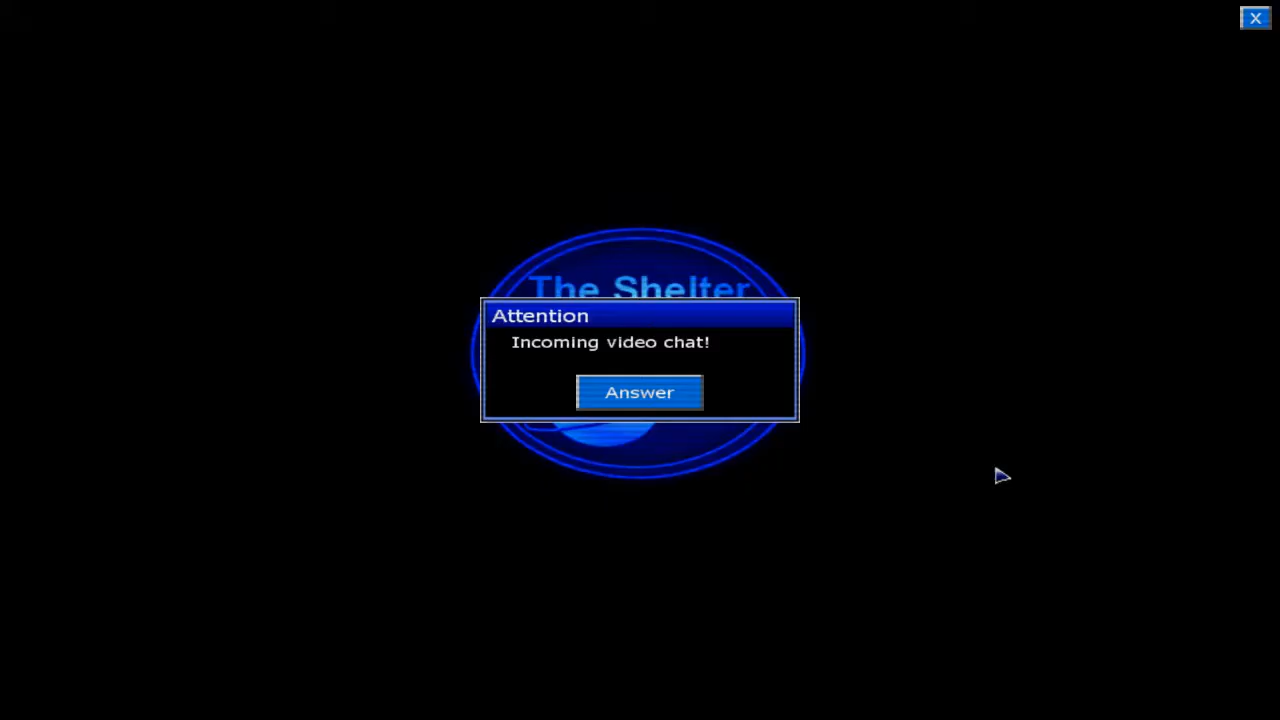 X
The Shelter
Attention
Incoming video chat!
Answer